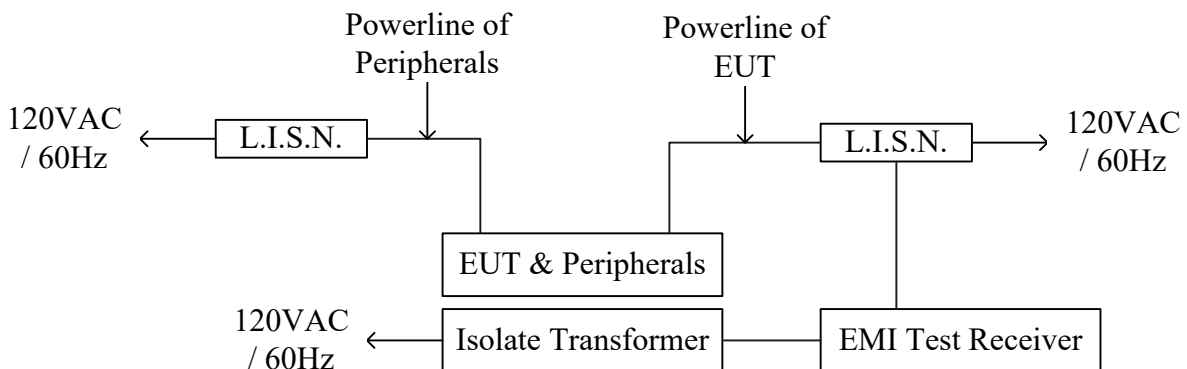 Powerline of
Peripherals
Powerline of
EUT
120VAC
/ 60Hz
L.I.S.N.
L.I.S.N.
120VAC
/ 60Hz
EUT & Peripherals
120VAC
/ 60Hz
Isolate Transformer
EMI Test Receiver